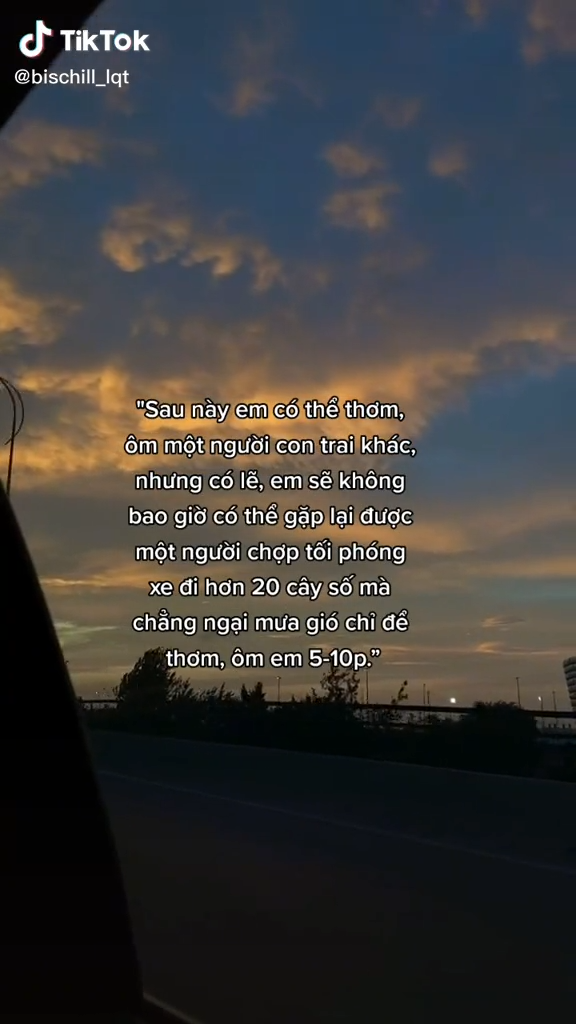 TikTok
@bischill_lqt
"Sau này em có thể thơm,
ôm một người con trai khác,
nhưng có lẽ, em sẽ không
bao giờ có thể gặp lại được
một người chợp tối phóng
xe đi hơn 20 cây số mà
chẳng ngại mưa gió chỉ để
thơm, ôm em 5-10p.”